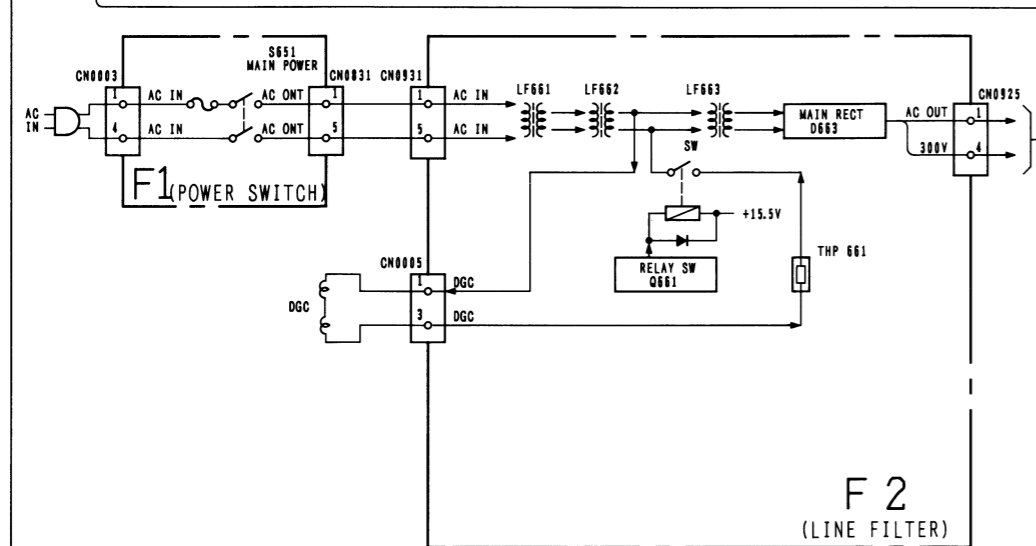 S651
MAIN POWER
CN0003
CN0831
CN0931
AC
IN
1
AC IN
AC ONT
1
4
AC IN
AC ONT
5
F1(POWER SWITCH)
1
AC IN
5
AC IN
LF661
LF662
LF663
MAIN RECT
D663
AC OUT
300V
CN0925
1
4
SW
+15.5V
RELAY SW
Q661
THP 661
CN0005
1
DGC
3
DGC
DGC
F 2
(LINE FILTER)